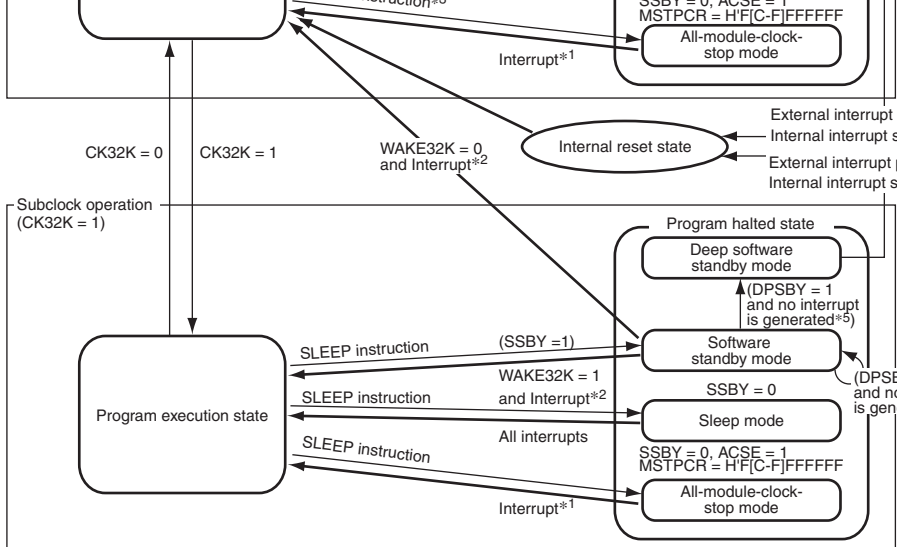 SSBY = 0, ACSE = 1
instruction*3
MSTPCR = H'F[C-F]FFFFFF
All-module-clock-
stop mode
Interrupt*1
External interrupt
CK32K = 0
CK32K = 1
WAKE32K = 0
and Interrupt*2
Internal reset state
Internal interrupt s
External interrupt p
Internal interrupt s
Subclock operation
(CK32K = 1)
Program halted state
Deep software
standby mode
(DPSBY = 1
and no interrupt
is generated*5)
SLEEP instruction
(SSBY =1)
Software
standby mode
WAKE32K = 1
and Interrupt*2
(DPSB
and no
is gen
Program execution state
SLEEP instruction
SSBY = 0
Sleep mode
All interrupts
SLEEP instruction
SSBY = 0, ACSE = 1
MSTPCR = H'F[C-F]FFFFFF
All-module-clock-
stop mode
Interrupt*1